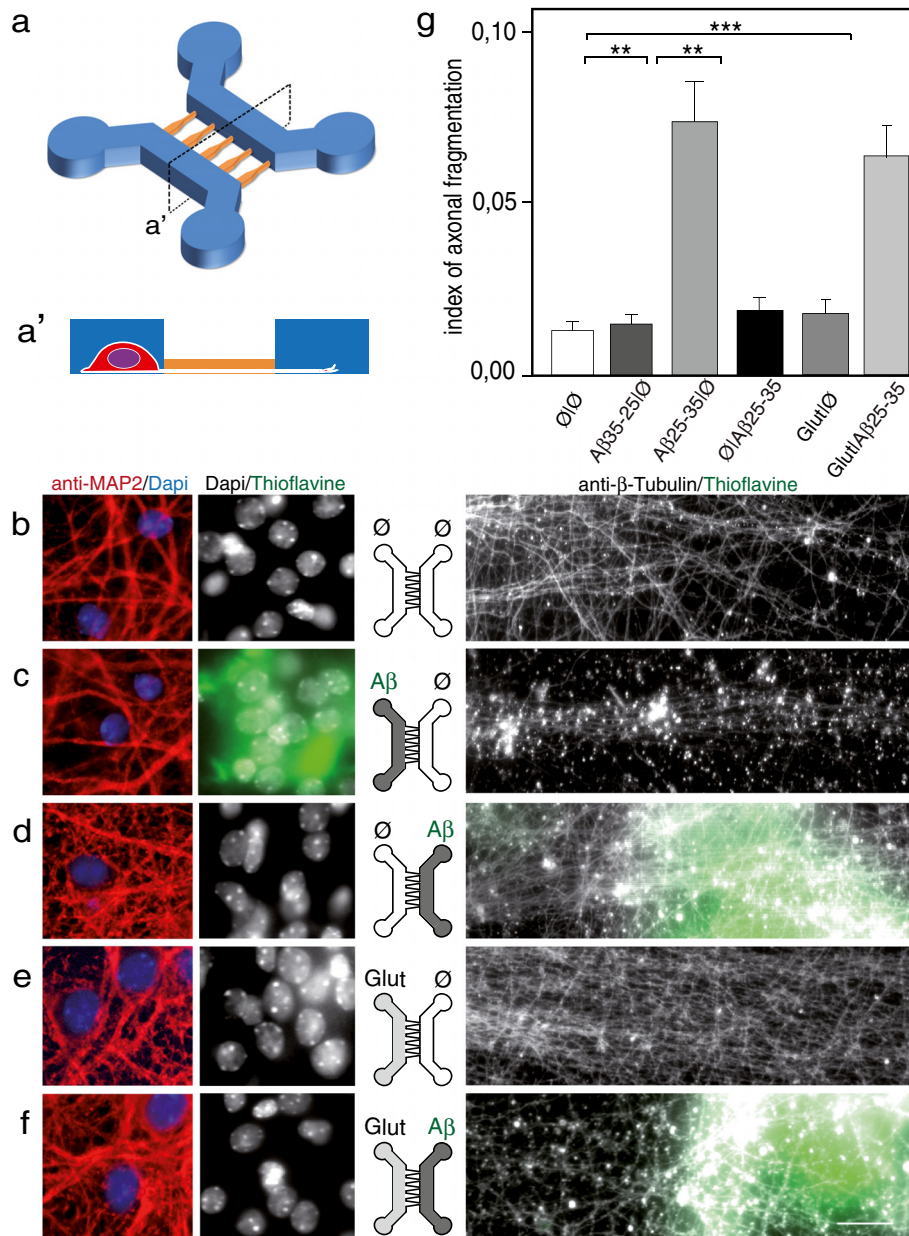 a
a'
a'
g
index of axonal fragmentation
0,10
0,05
0,00
***
** **
Ø|Ø
Aβ35-25|Ø
Aβ25-35|Ø
Ø|Aβ25-35
Glut|Ø
Glut|Aβ25-35
anti-MAP2/Dapi Dapi/Thioflavine anti-β-Tubulin/Thioflavine
b Ø Ø
c Aβ Ø
d Ø Aβ
e Glut Ø
f Glut Aβ